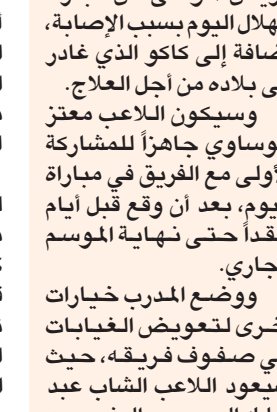 الهلال اليوم بسبب الإصابة،
إضافة إلى كاكو الذي غادر
إلى بلاده من أجل العلاج.
وسيكون اللاعب معتز
هوساوي جاهزاً للمشاركة
الأولى مع الفريق في مباراة
اليوم، بعد أن وقع قبل أيام
عقداً حتى نهاية الموسم
الجاري.
ووضع المدرب خيارات
أخرى لتعويض الغيابات
في صفوف فريقه، حيث
سيعود اللاعب الشاب عبد